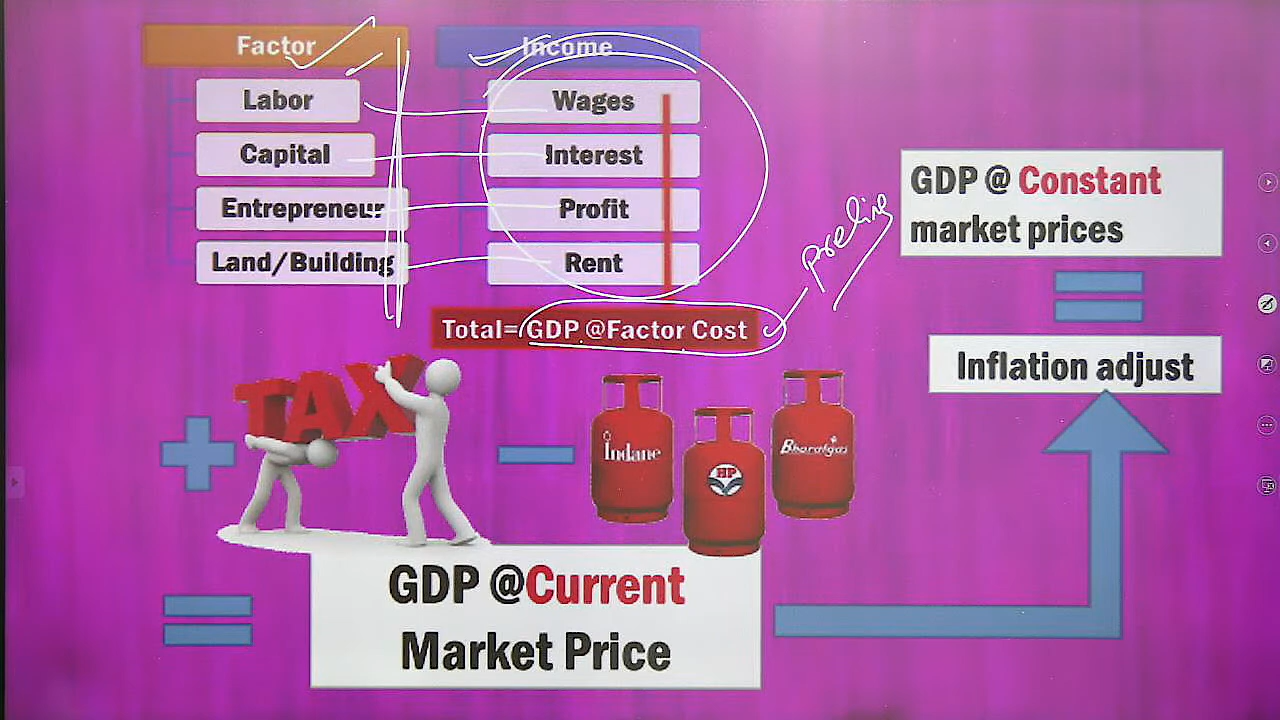 Factor
Income
Labor
Wages
Capital
Interest
Entrepreneur
Profit
Land/Building
Rent
Total= GDP @Factor Cost
TAX
Indane
HP
Bharatgas
GDP @Current
Market Price
GDP @ Constant
market prices
Inflation adjust